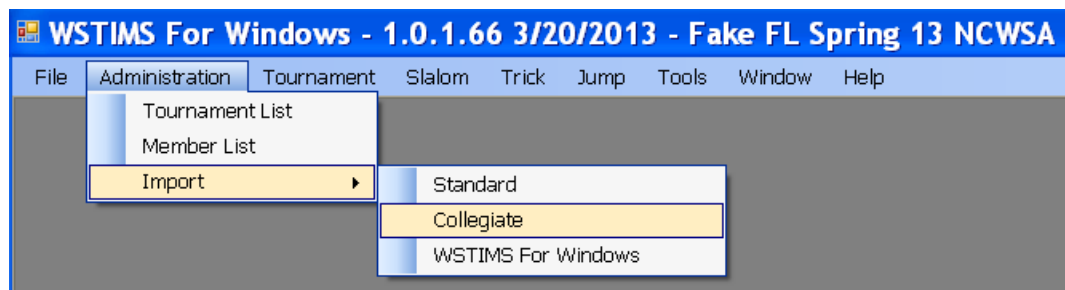 WSTIMS For Windows - 1.0.1.66 3/20/2013 - Fake FL Spring 13 NCWSA
File Administration Tournament Slalom Trick Jump Tools Window Help
Tournament List
Member List
Import
Standard
Collegiate
WSTIMS For Windows